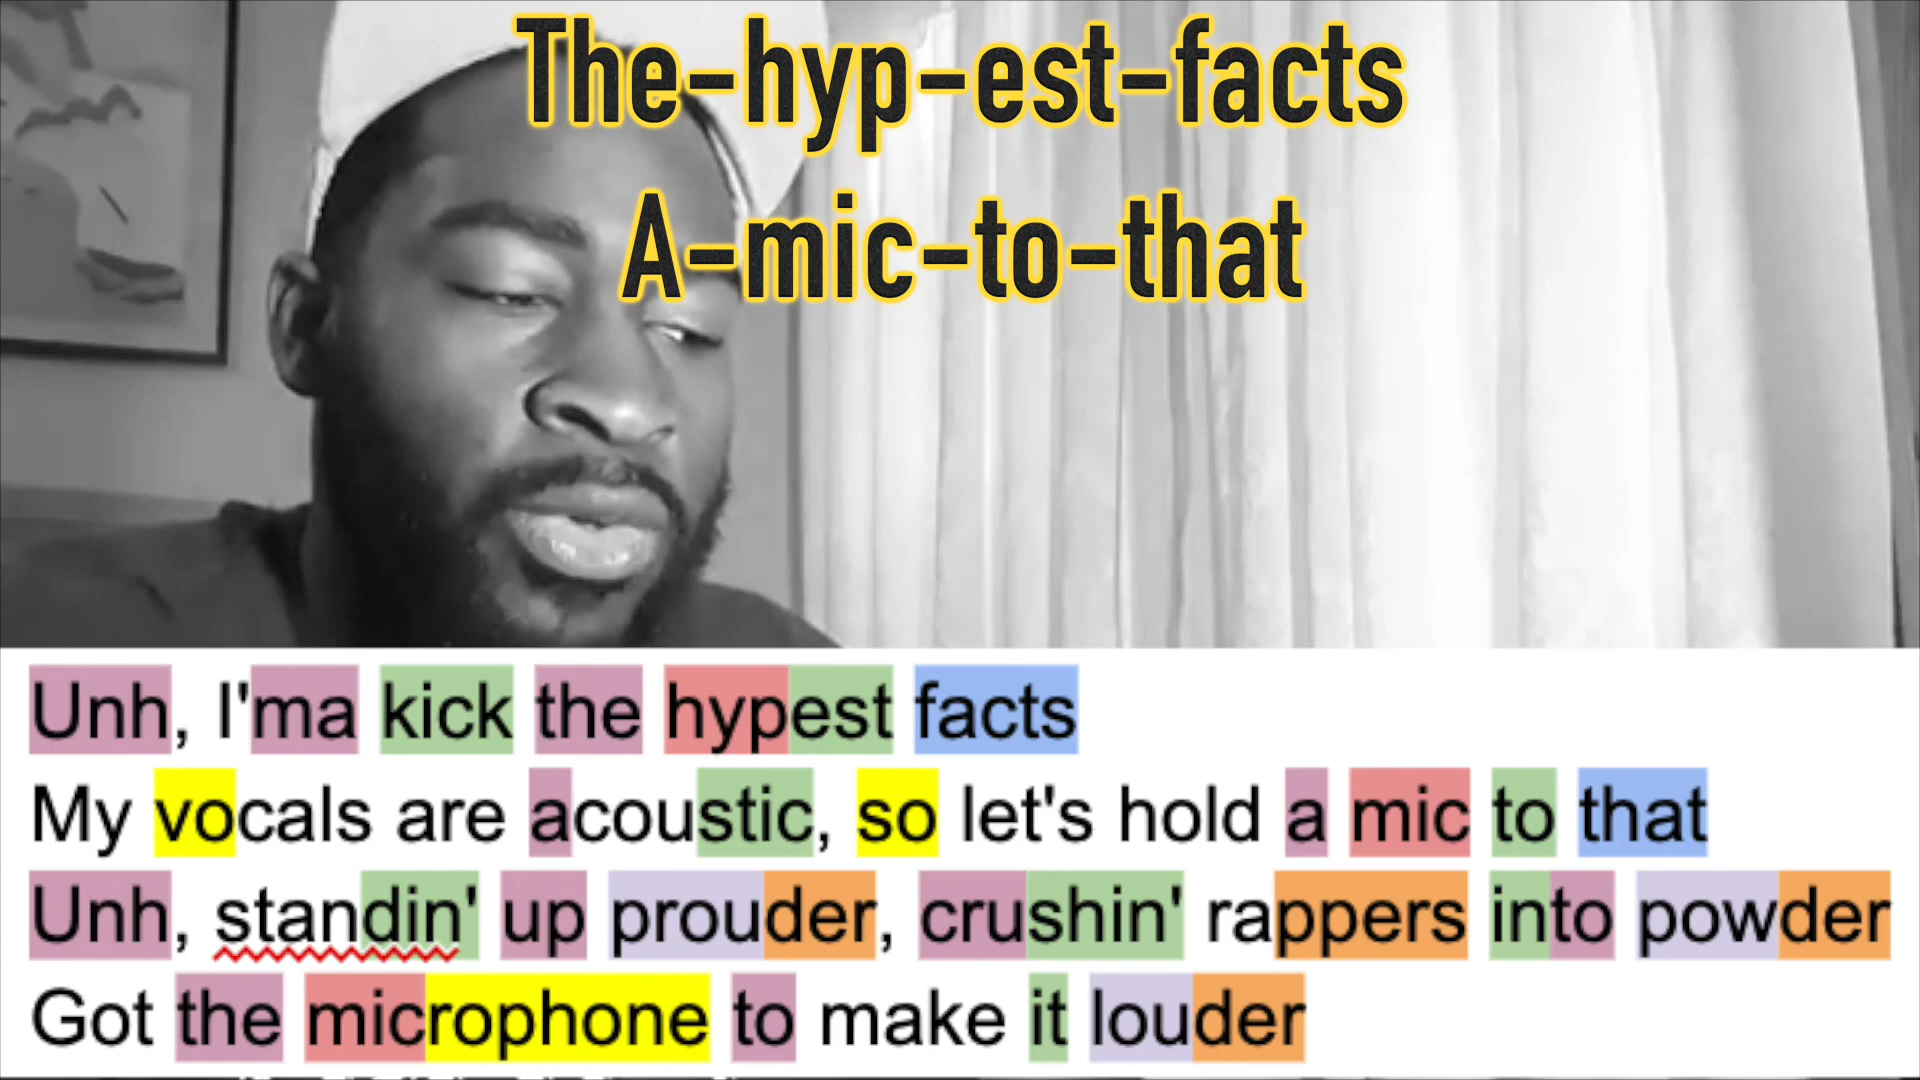 The-hyp-est-facts
A-mic-to-that
Unh, I'ma kick the hypest facts
My vocals are acoustic, so let's hold a mic to that
Unh, standin' up prouder, crushin' rappers into powder
Got the microphone to make it louder